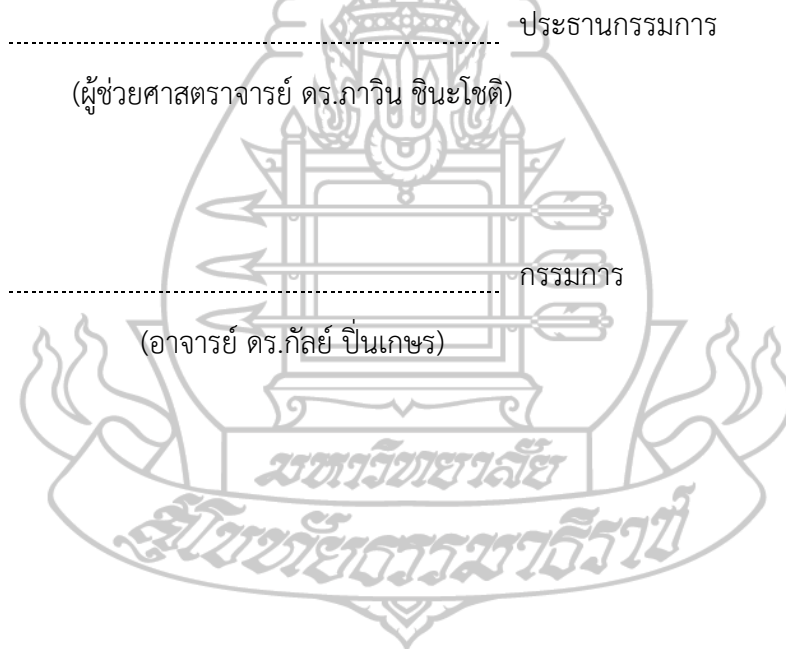 ประธานกรรมการ
(ผู้ช่วยศาสตราจารย์ ดร.ภาวิน ชินะโชติ)
กรรมการ
(อาจารย์ ดร.กัลย์ ปิ่นเกษร)
มหาวิทยาลัย
สุโขทัยธรรมาธิราช